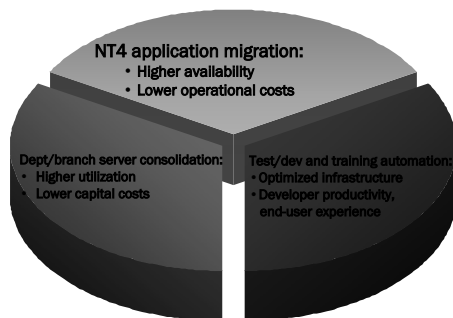 NT4 application migration:
• Higher availability
• Lower operational costs
Dept/branch server consolidation:
• Higher utilization
• Lower capital costs
Test/dev and training automation:
• Optimized infrastructure
• Developer productivity,
end-user experience